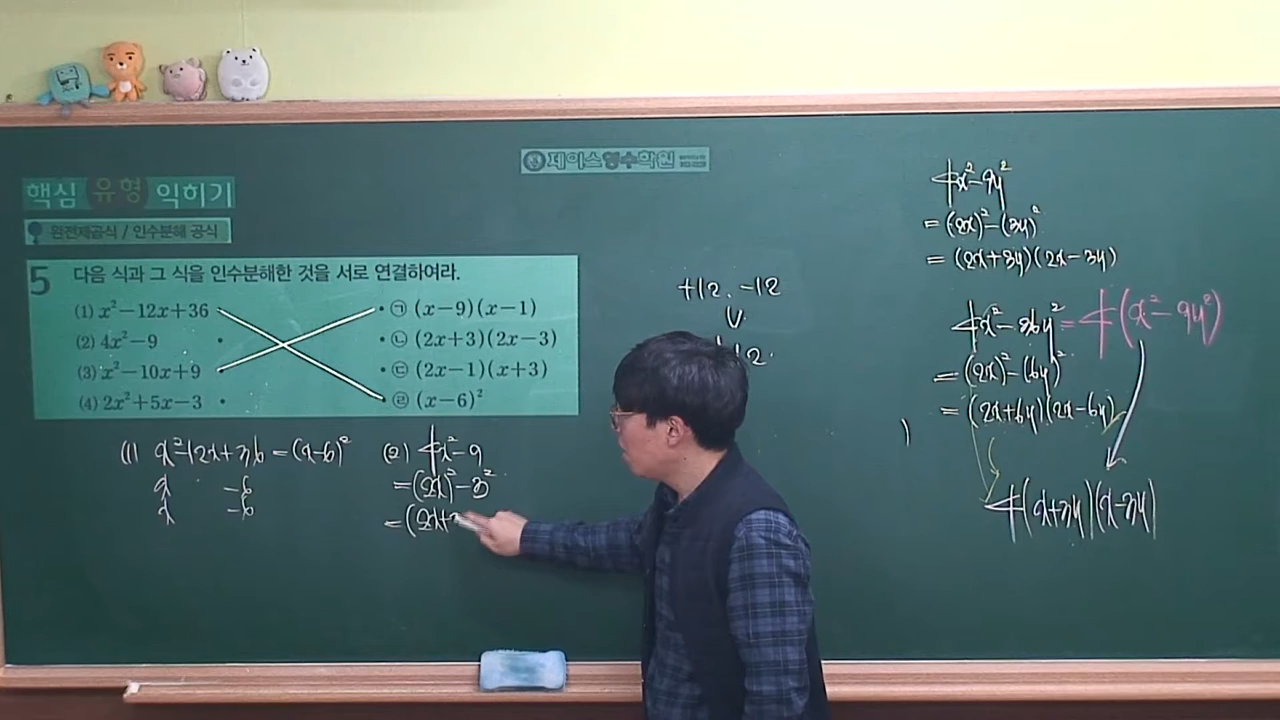 제이스영수학원
핵심 유형 익히기
완전제곱식 / 인수분해 공식
5 다음 식과 그 식을 인수분해한 것을 서로 연결하여라.
(1) x²−12x+36 • • ㉠ (x−9)(x−1)
(2) 4x²−9 • • ㉡ (2x+3)(2x−3)
(3) x²−10x+9 • • ㉢ (2x−1)(x+3)
(4) 2x²+5x−3 • • ㉣ (x−6)²
(1) x²−12x+36=(x−6)²
x −6
x −6
(2) 4x²−9
=(2x)²−3²
=(2x+3
+12. −12
12.
4x²−9y²
=(2x)²−(3y)²
=(2x+3y)(2x−3y)
4x²−36y²=4(x²−9y²)
=(2x)²−(6y)²
=(2x+6y)(2x−6y)
4(x+3y)(x−3y)